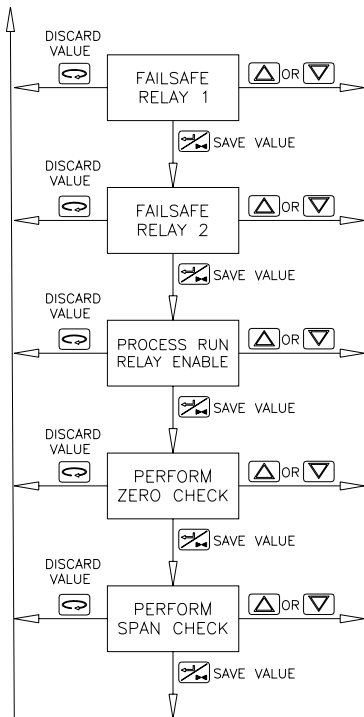 DISCARD
VALUE
FAILSAFE
RELAY 1
OR
SAVE VALUE
DISCARD
VALUE
FAILSAFE
RELAY 2
OR
SAVE VALUE
DISCARD
VALUE
PROCESS RUN
RELAY ENABLE
OR
SAVE VALUE
DISCARD
VALUE
PERFORM
ZERO CHECK
OR
SAVE VALUE
DISCARD
VALUE
PERFORM
SPAN CHECK
OR
SAVE VALUE